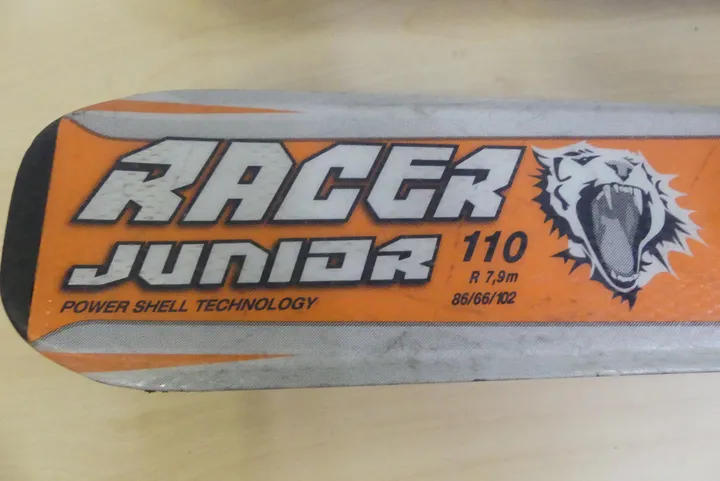 RACER
JUNIOR
110
R 7,9m
86/66/102
POWER SHELL TECHNOLOGY